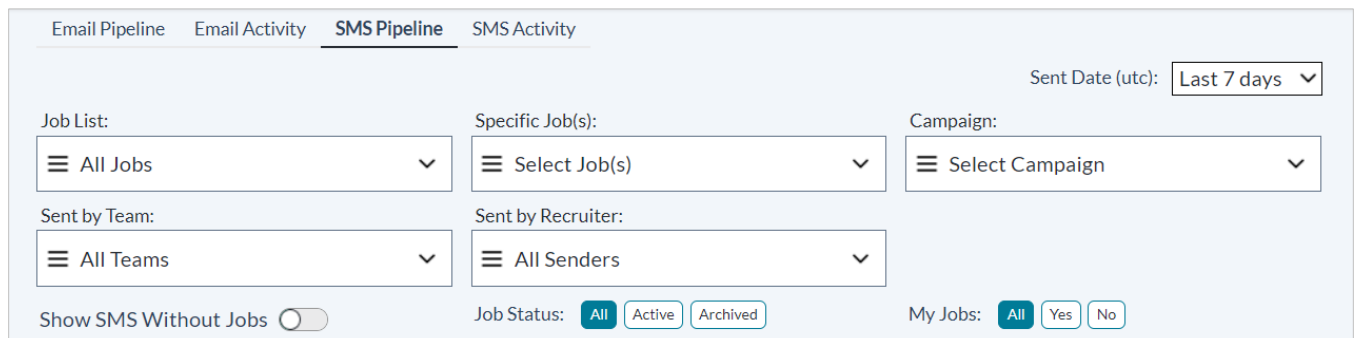 Email Pipeline Email Activity SMS Pipeline SMS Activity
Sent Date (utc): Last 7 days
Job List: Specific Job(s): Campaign:
All Jobs Select Job(s) Select Campaign
Sent by Team: Sent by Recruiter:
All Teams All Senders
Show SMS Without Jobs Job Status: All Active Archived My Jobs: All Yes No